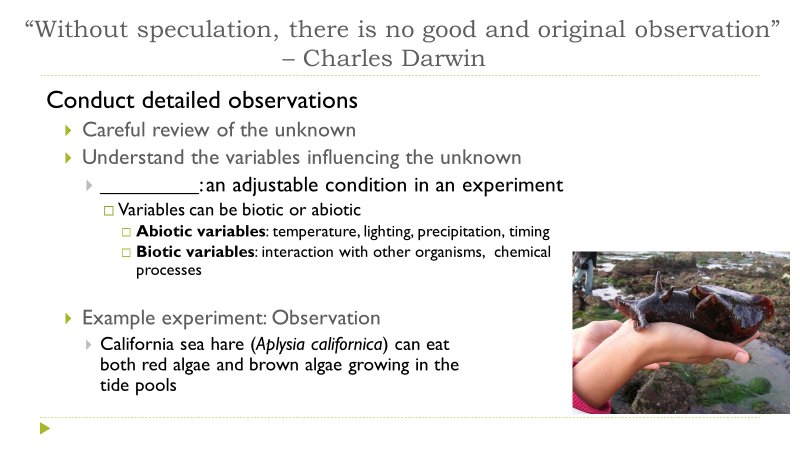 “Without speculation, there is no good and original observation”
– Charles Darwin
Conduct detailed observations
Careful review of the unknown
Understand the variables influencing the unknown
_________: an adjustable condition in an experiment
Variables can be biotic or abiotic
Abiotic variables: temperature, lighting, precipitation, timing
Biotic variables: interaction with other organisms, chemical
processes
Example experiment: Observation
California sea hare (Aplysia californica) can eat
both red algae and brown algae growing in the
tide pools